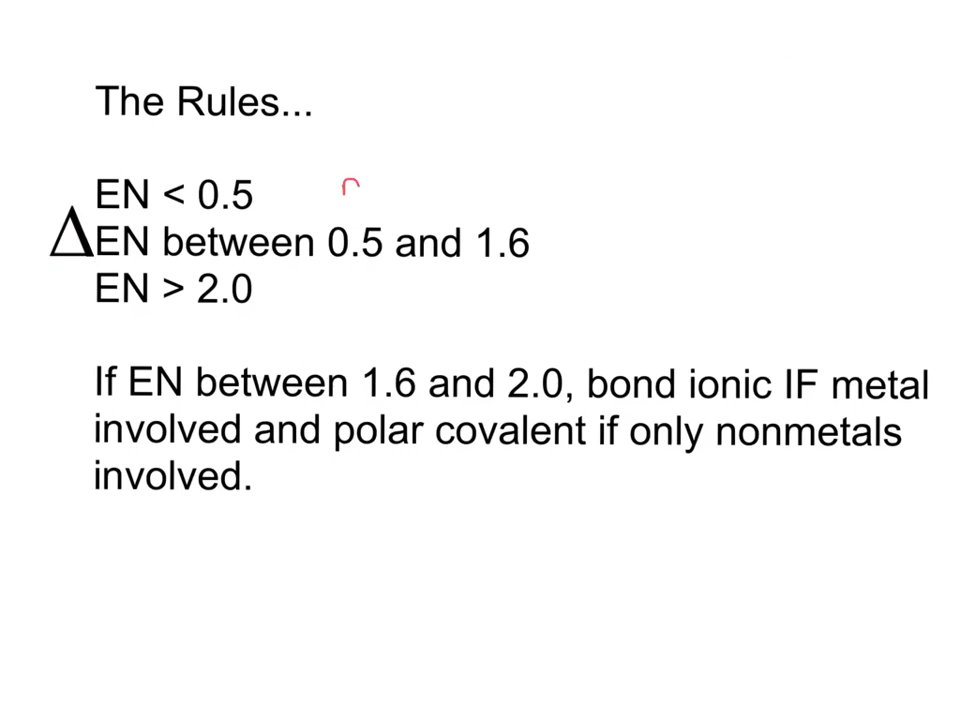 The Rules...
EN < 0.5
ΔEN between 0.5 and 1.6
EN > 2.0
If EN between 1.6 and 2.0, bond ionic IF metal
involved and polar covalent if only nonmetals
involved.